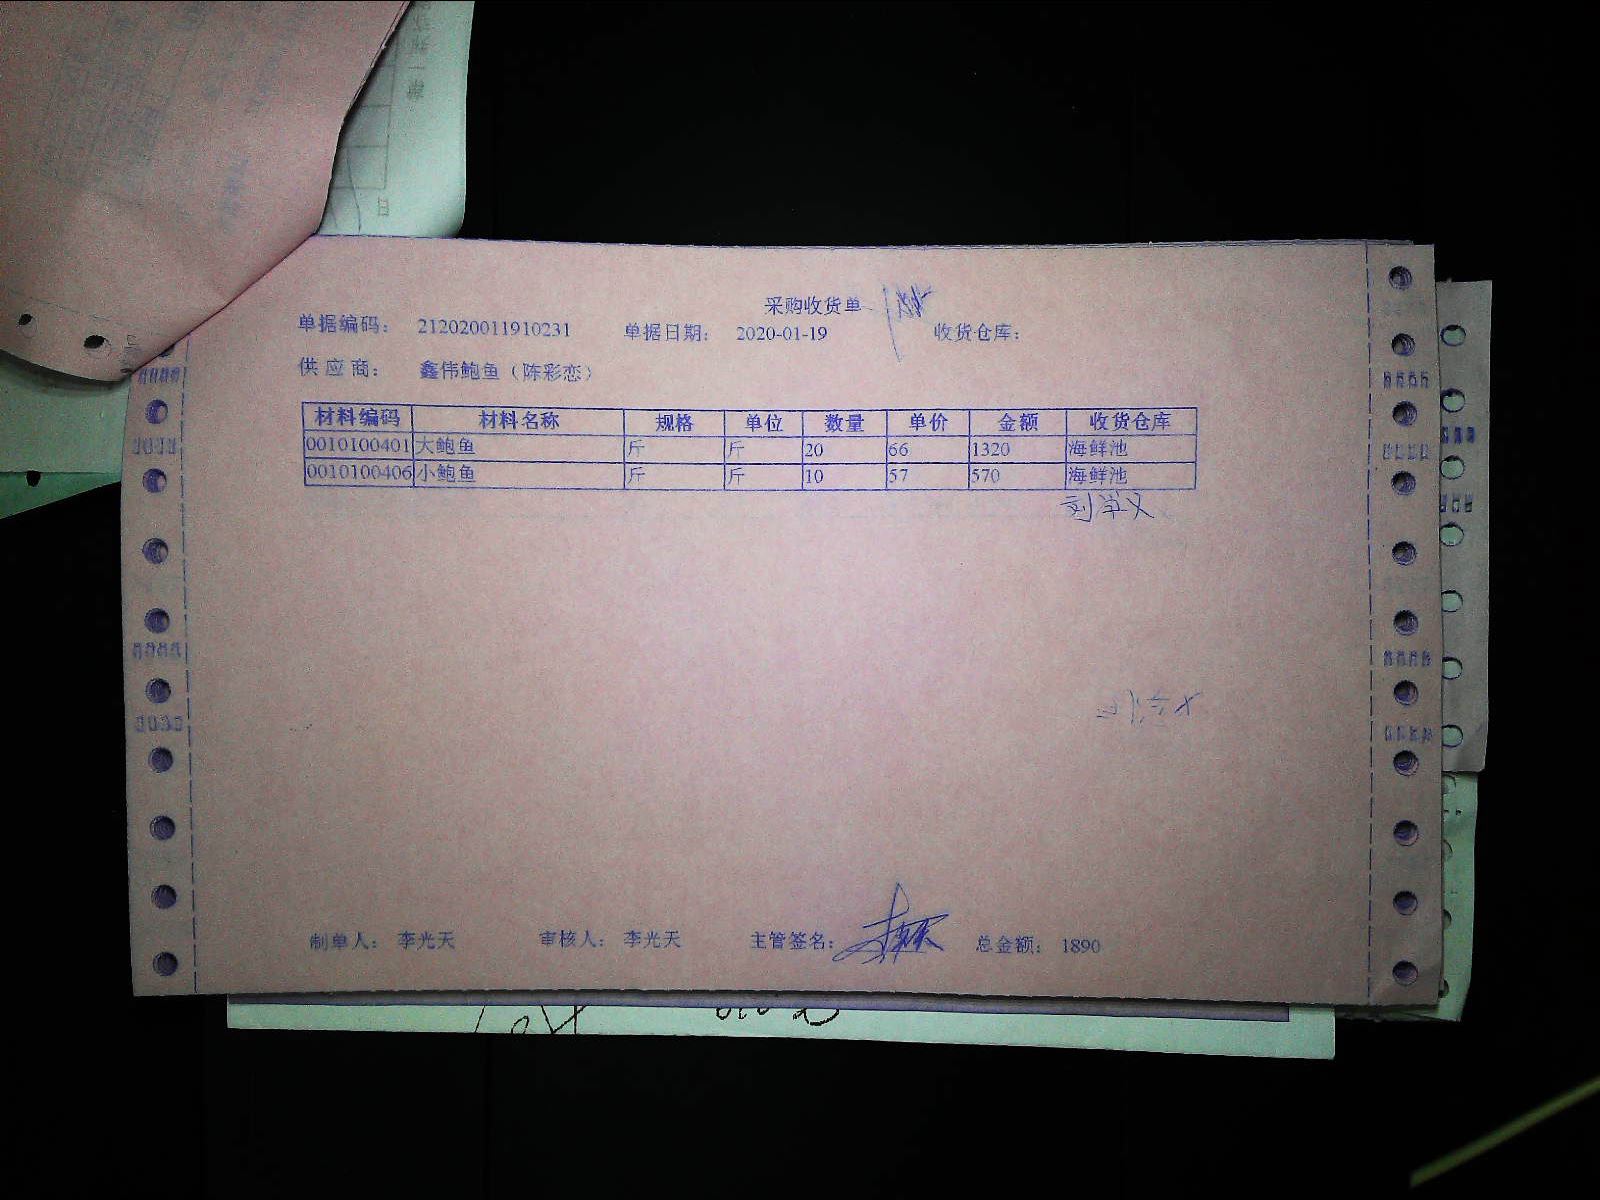 采购收货单
单据编码： 212020011910231 单据日期： 2020-01-19 收货仓库：
供 应 商： 鑫伟鲍鱼（陈彩恋）
材料编码 材料名称 规格 单位 数量 单价 金额 收货仓库
0010100401 大鲍鱼 斤 斤 20 66 1320 海鲜池
0010100406 小鲍鱼 斤 斤 10 57 570 海鲜池
制单人： 李光天 审核人： 李光天 主管签名： 总金额： 1890